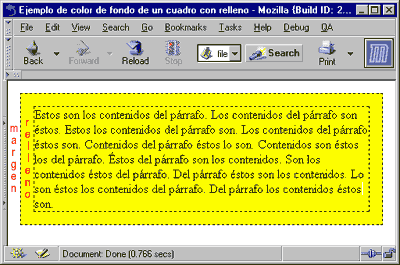 Ejemplo de color de fondo de un cuadro con relleno - Mozilla {Build ID: 2...
File Edit View Search Go Bookmarks Tasks Help Debug QA
Back Forward Reload Stop file Search Print
margen
relleno
Estos son los contenidos del párrafo. Los contenidos del párrafo son
éstos. Estos los contenidos del párrafo son. Los contenidos del párrafo
éstos son. Contenidos del párrafo éstos lo son. Contenidos son éstos
los del párrafo. Éstos del párrafo son los contenidos. Son los
contenidos éstos del párrafo. Del párrafo éstos son los contenidos. Lo
son éstos los contenidos del párrafo. Del párrafo los contenidos éstos
son.
Document: Done (0.766 secs)